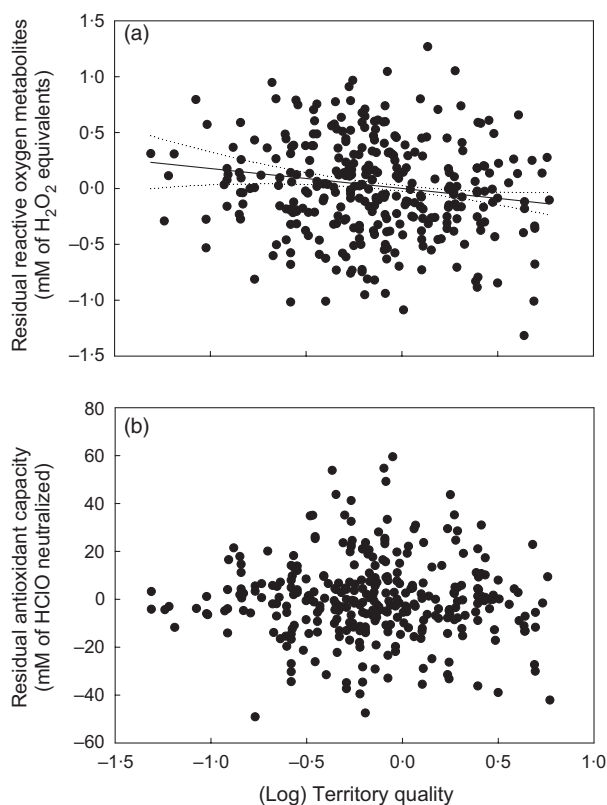 (a)
Residual reactive oxygen metabolites
(mM of H₂O₂ equivalents)
1·5
1·0
0·5
0·0
–0·5
–1·0
–1·5
(b)
Residual antioxidant capacity
(mM of HClO neutralized)
80
60
40
20
0
–20
–40
–60
–1·5 –1·0 –0·5 0·0 0·5 1·0
(Log) Territory quality